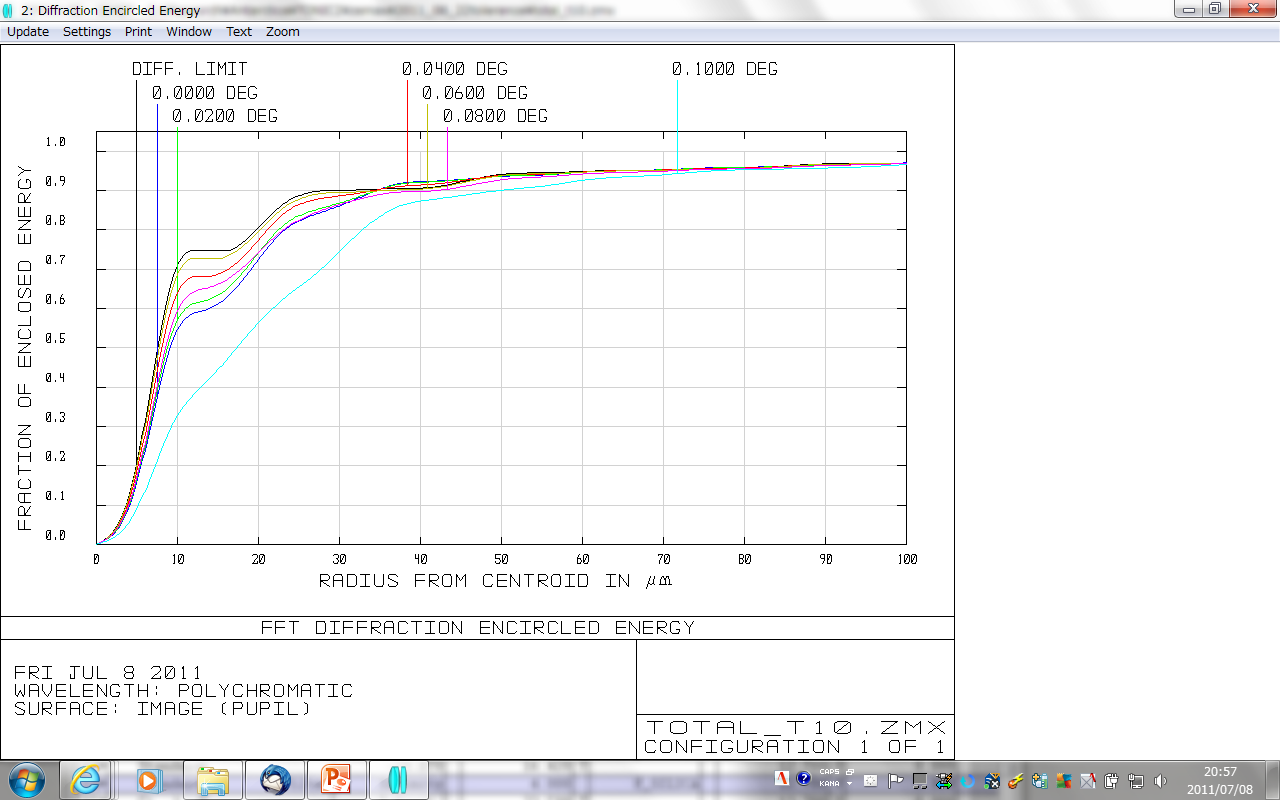 2: Diffraction Encircled Energy
Update Settings Print Window Text Zoom
DIFF. LIMIT
0.0000 DEG
0.0200 DEG
0.0400 DEG
0.0600 DEG
0.0800 DEG
0.1000 DEG
FRACTION OF ENCLOSED ENERGY
1.0
0.9
0.8
0.7
0.6
0.5
0.4
0.3
0.2
0.1
0.0
0 10 20 30 40 50 60 70 80 90 100
RADIUS FROM CENTROID IN µm
FFT DIFFRACTION ENCIRCLED ENERGY
FRI JUL 8 2011
WAVELENGTH: POLYCHROMATIC
SURFACE: IMAGE (PUPIL)
TOTAL_T10.ZMX
CONFIGURATION 1 OF 1
A
CAPS
KANA
20:57
2011/07/08